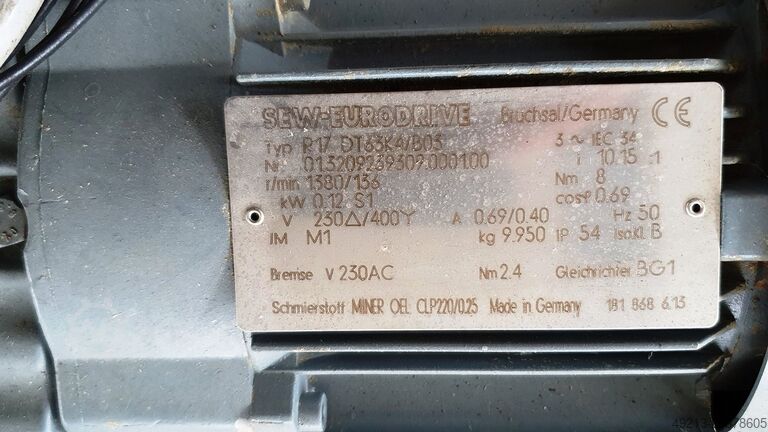 SEW-EURODRIVE Bruchsal/Germany CE
Typ R17 DT63K4/B03 3 ~ IEC 34
Nr. 01.3209239309.0001.00 i 10.15 :1
r/min 1380/136 Nm 8
kW 0.12 S1 cosφ 0.69
V 230△/400Y A 0.69/0.40 Hz 50
IM M1 kg 9.950 IP 54 Iso.Kl. B
Bremse V 230AC Nm 2.4 Gleichrichter BG1
Schmierstoff MINER OEL CLP220/0.25 Made in Germany 181 868 6.13